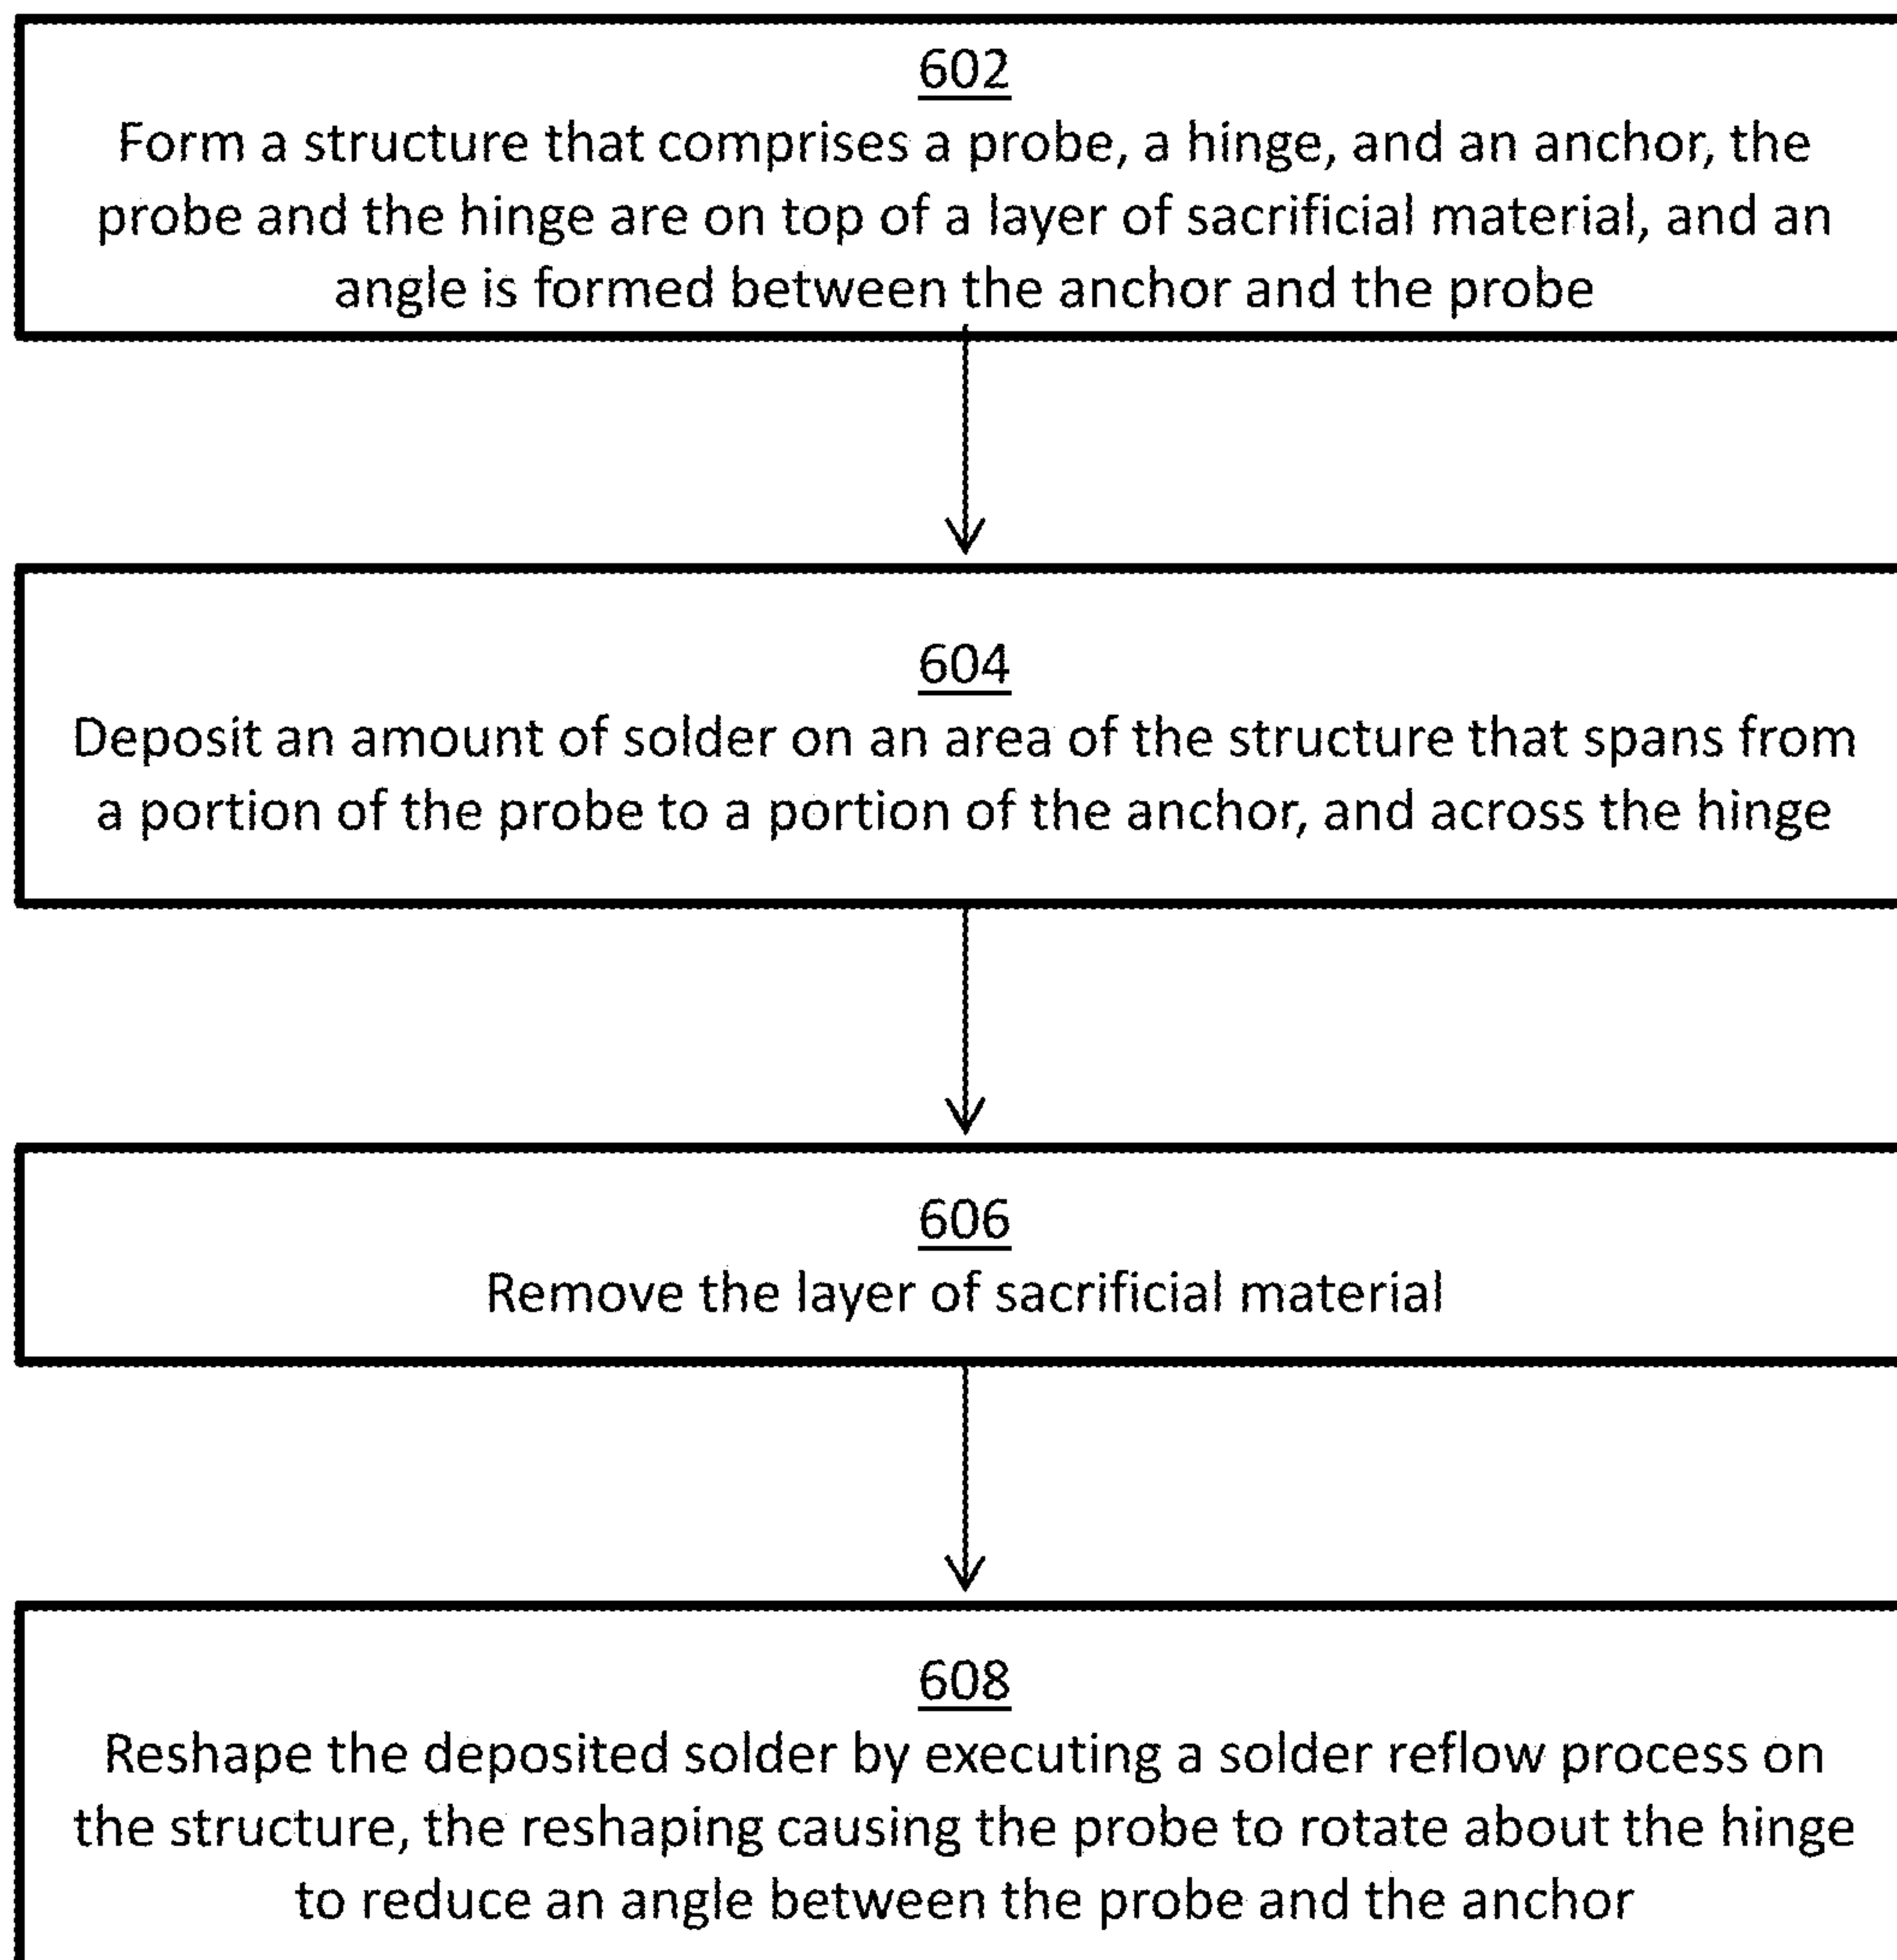 602
Form a structure that comprises a probe, a hinge, and an anchor, the
probe and the hinge are on top of a layer of sacrificial material, and an
angle is formed between the anchor and the probe
604
Deposit an amount of solder on an area of the structure that spans from
a portion of the probe to a portion of the anchor, and across the hinge
606
Remove the layer of sacrificial material
608
Reshape the deposited solder by executing a solder reflow process on
the structure, the reshaping causing the probe to rotate about the hinge
to reduce an angle between the probe and the anchor